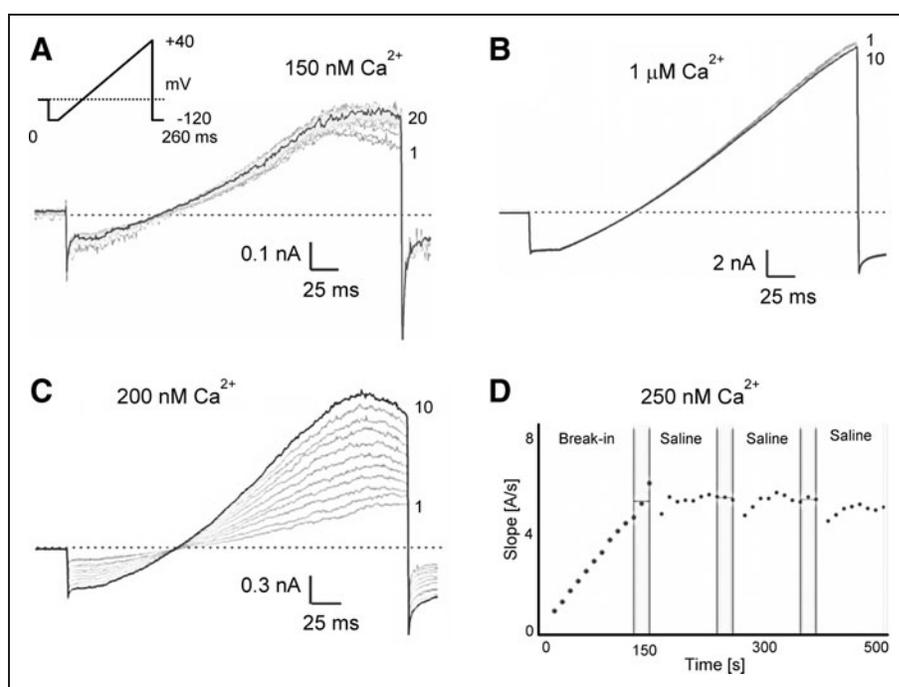 A
+40
mV
-120
0
260 ms
150 nM Ca²⁺
20
1
0.1 nA
25 ms
B
1 μM Ca²⁺
1
10
2 nA
25 ms
C
200 nM Ca²⁺
10
1
0.3 nA
25 ms
D
250 nM Ca²⁺
8
Break-in Saline Saline Saline
Slope [A/s]
4
0
0 150 300 500
Time [s]